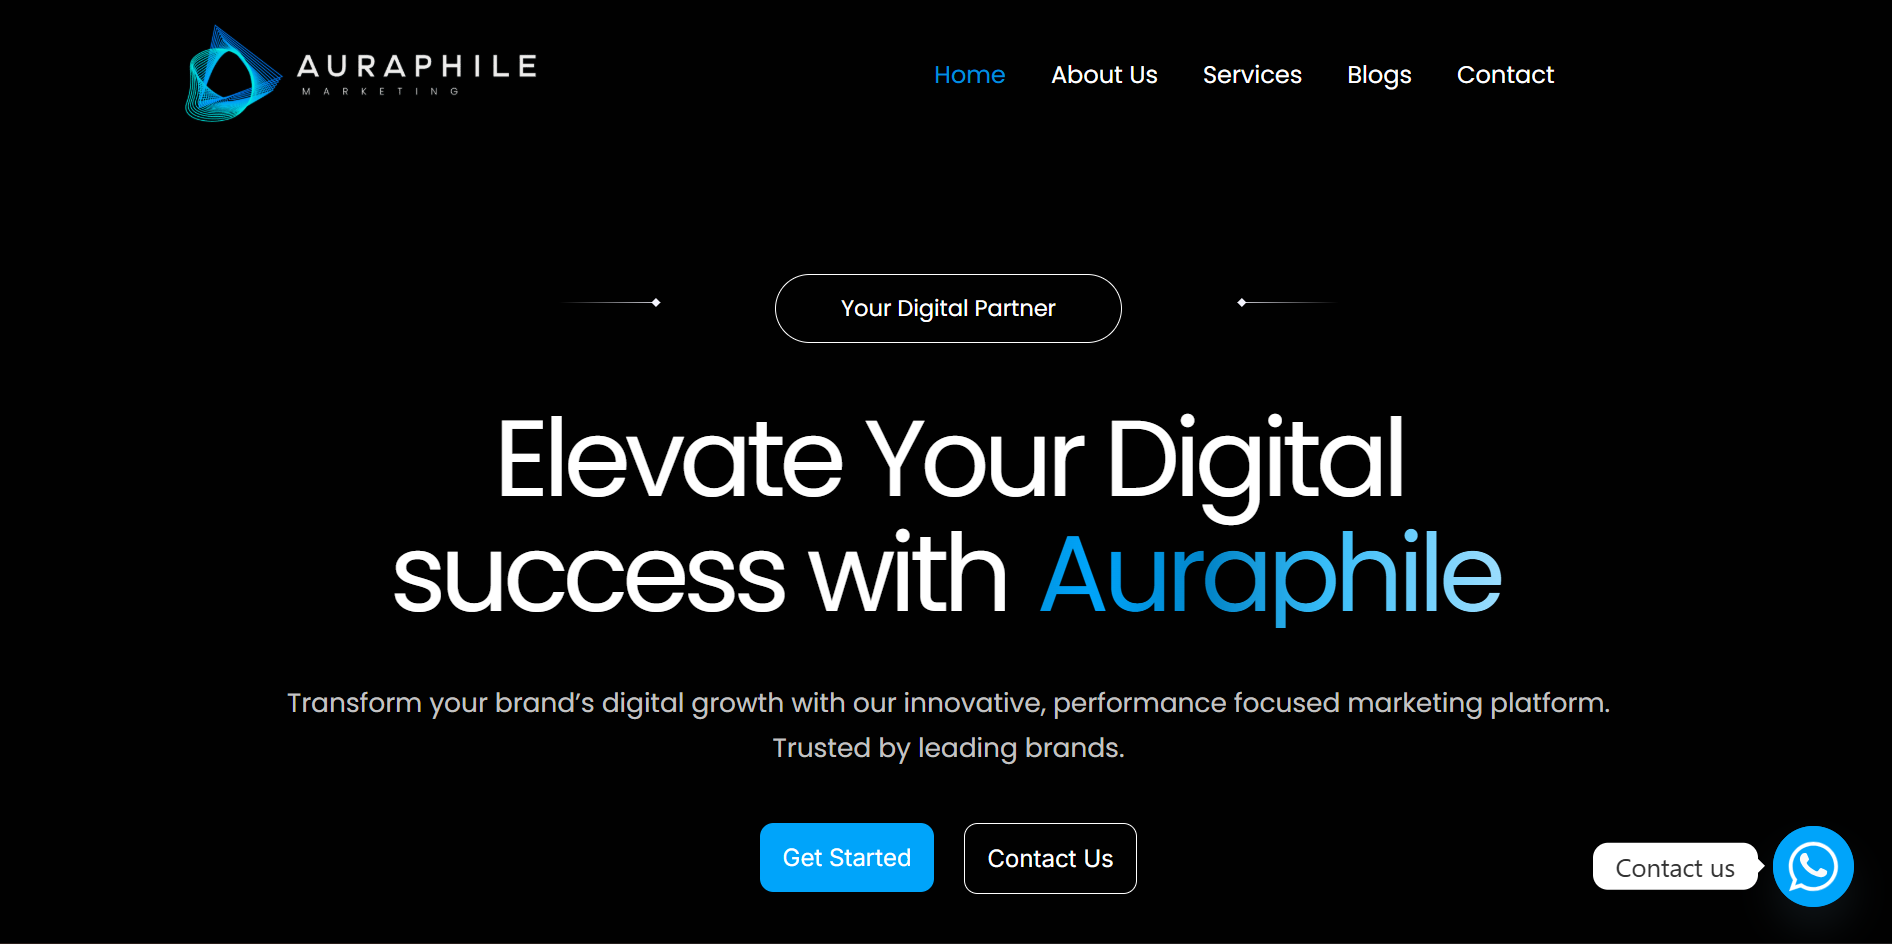 AURAPHILE
MARKETING
Home About Us Services Blogs Contact
Your Digital Partner
Elevate Your Digital
success with Auraphile
Transform your brand’s digital growth with our innovative, performance focused marketing platform.
Trusted by leading brands.
Get Started Contact Us
Contact us